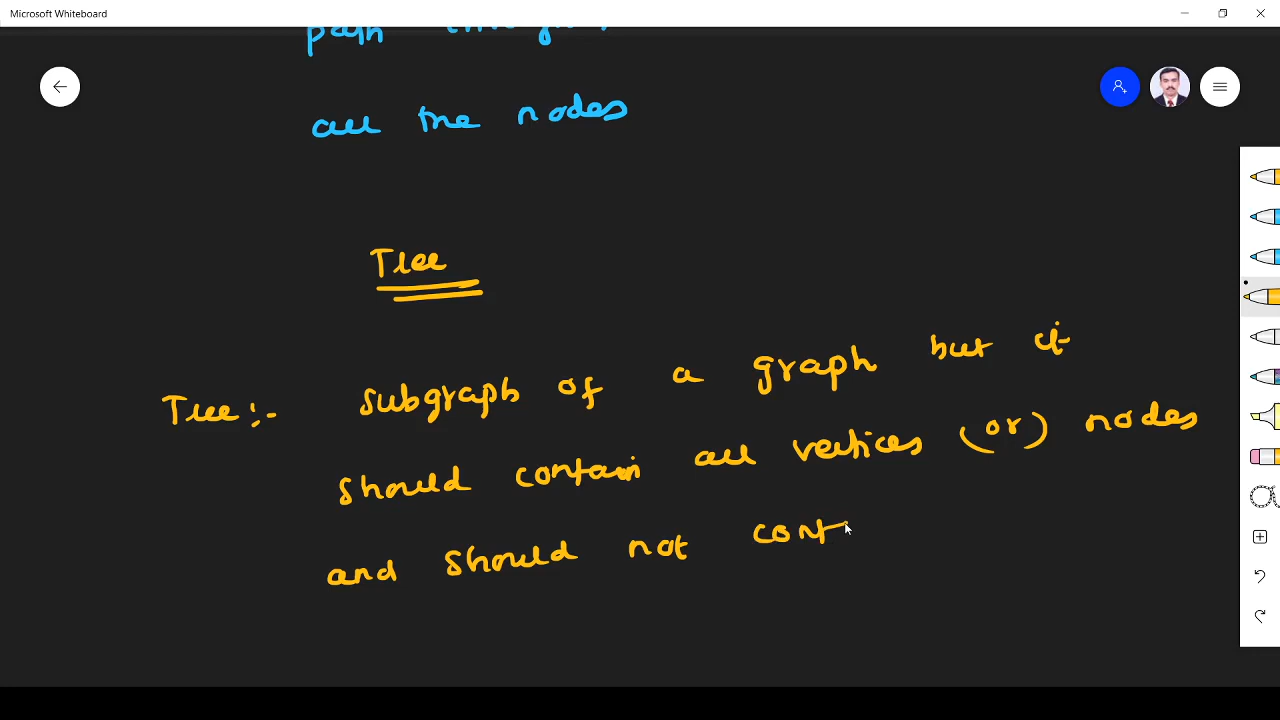 Microsoft Whiteboard
path
all the nodes
Tree
Tree:- subgraph of a graph but it
should contain all vertices (or) nodes
and should not cont